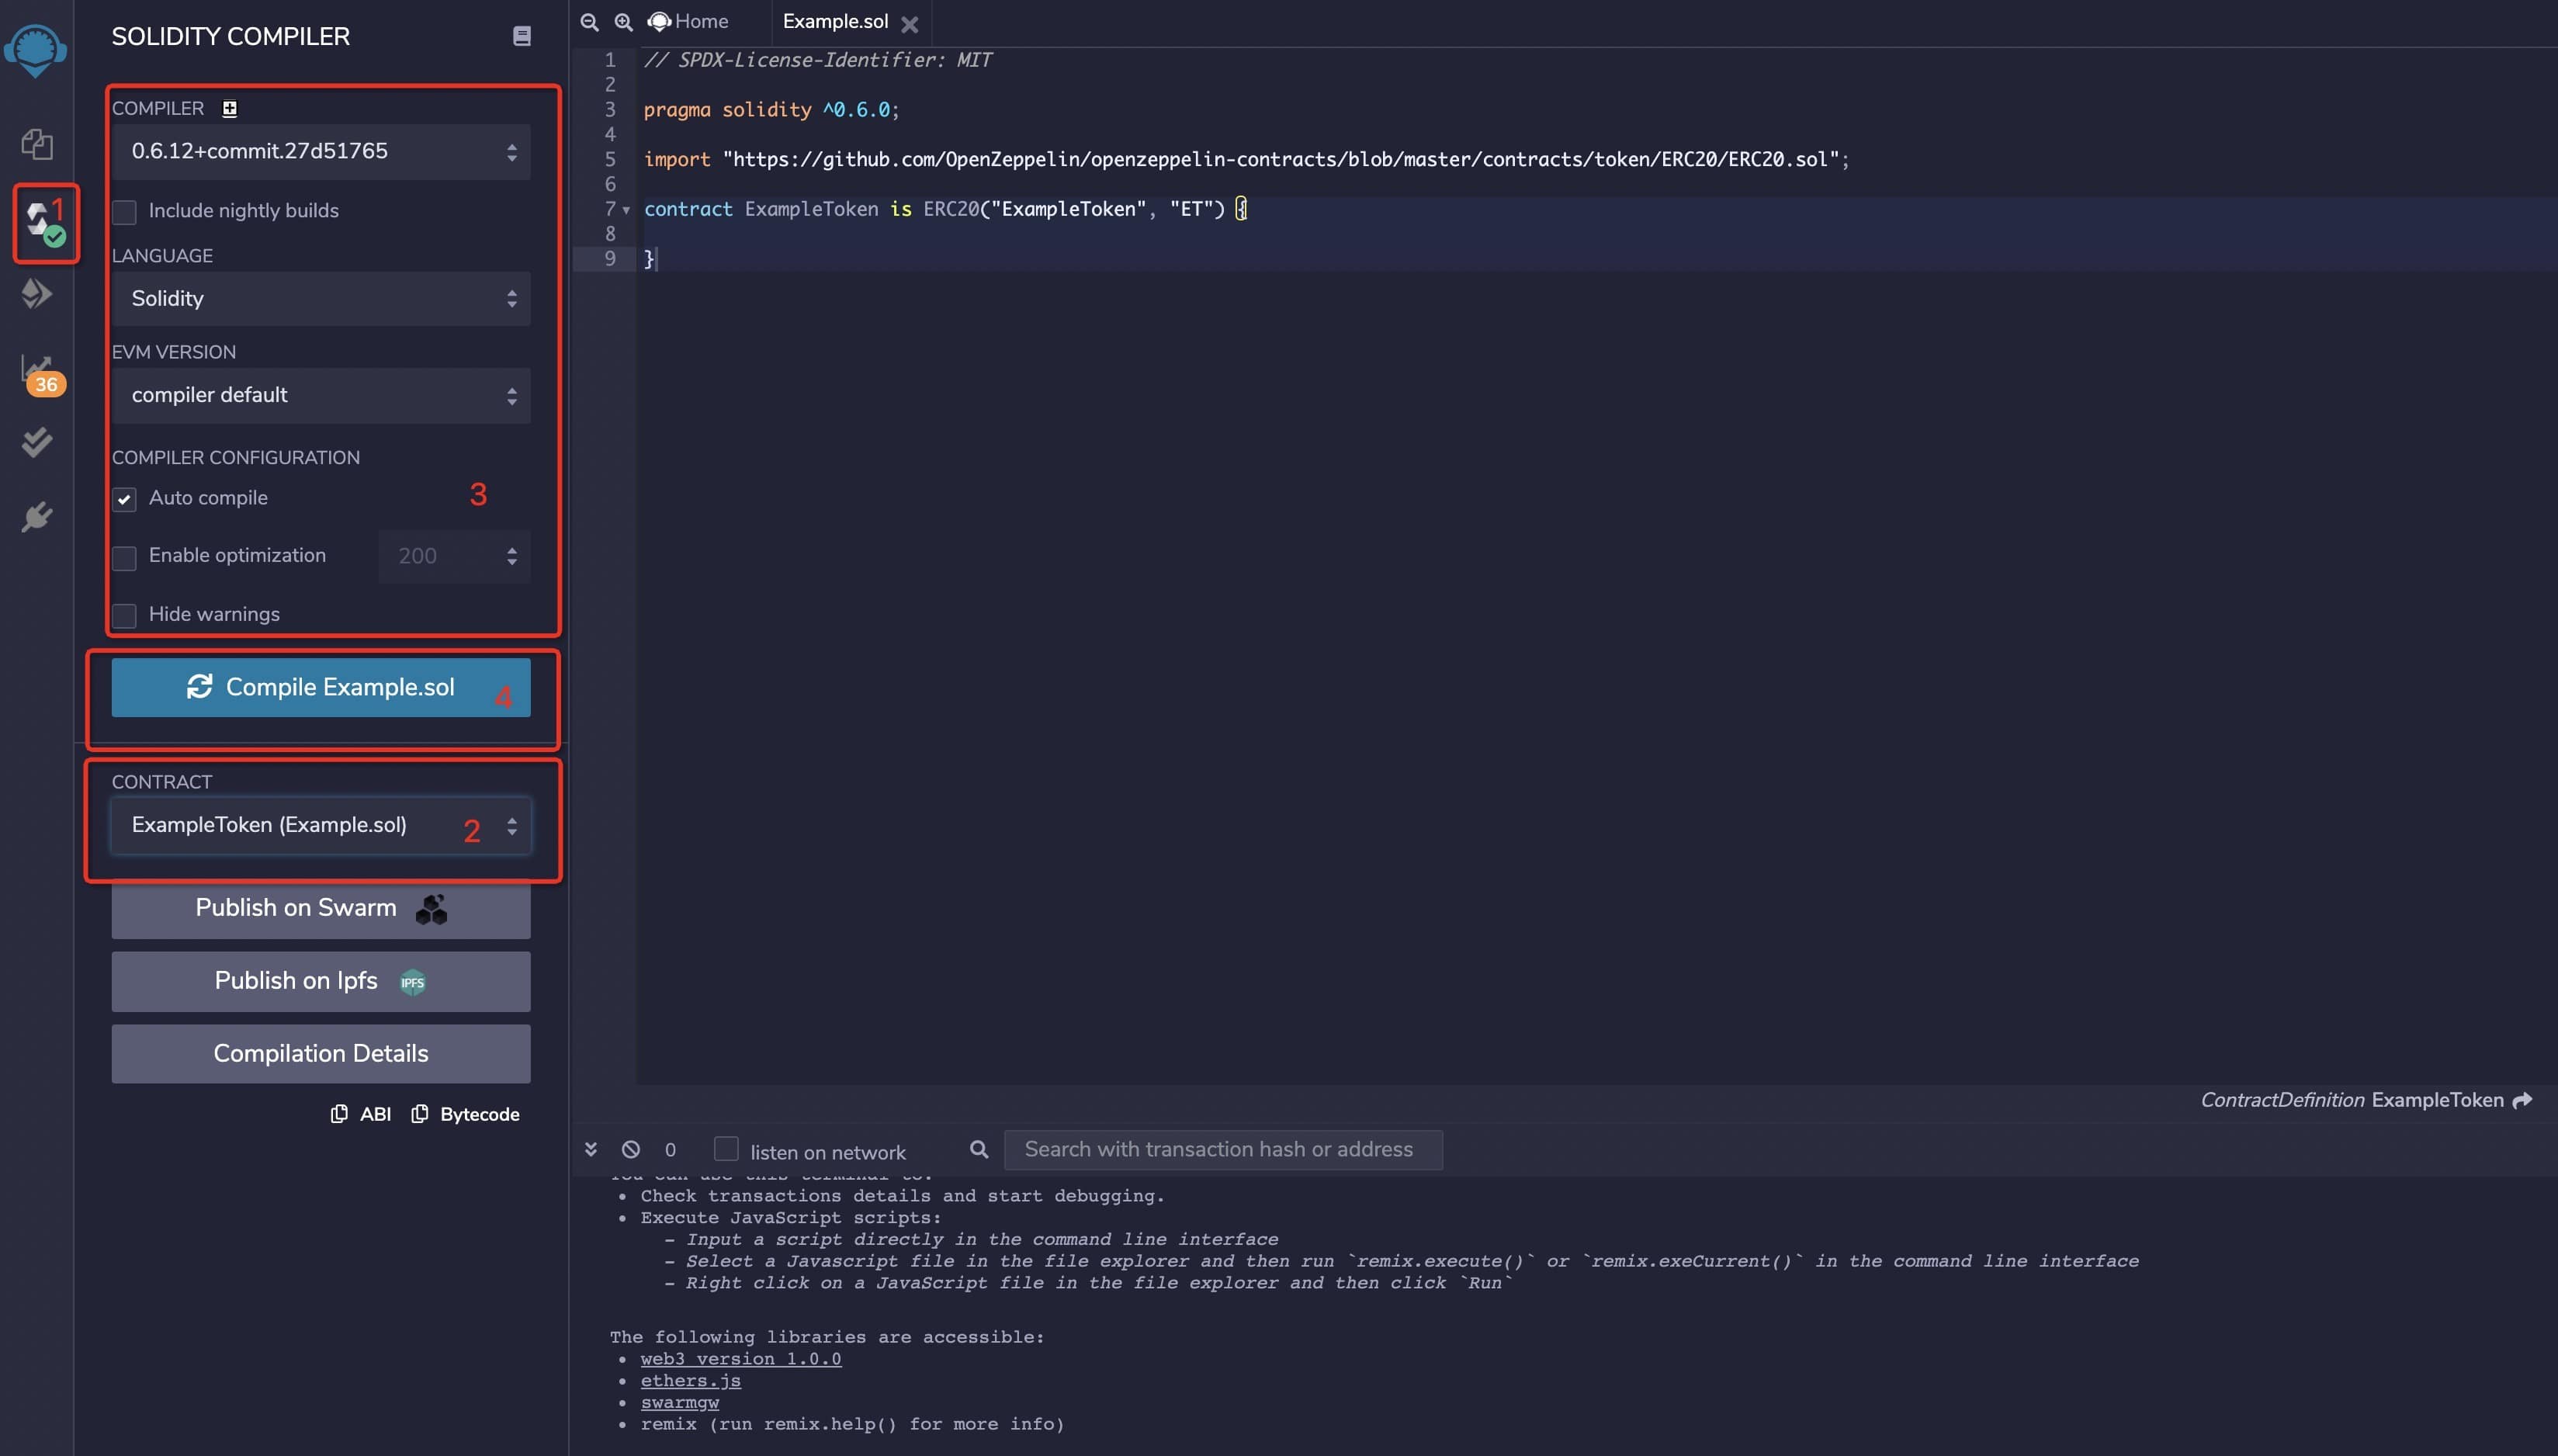 SOLIDITY COMPILER
COMPILER
0.6.12+commit.27d51765
Include nightly builds
1
LANGUAGE
Solidity
EVM VERSION
compiler default
36
COMPILER CONFIGURATION
Auto compile
3
Enable optimization 200
Hide warnings
Compile Example.sol 4
CONTRACT
ExampleToken (Example.sol) 2
Publish on Swarm
Publish on Ipfs IPFS
Compilation Details
ABI Bytecode
Home Example.sol
1 // SPDX-License-Identifier: MIT
2
3 pragma solidity ^0.6.0;
4
5 import "https://github.com/OpenZeppelin/openzeppelin-contracts/blob/master/contracts/token/ERC20/ERC20.sol";
6
7 contract ExampleToken is ERC20("ExampleToken", "ET") {
8
9 }
ContractDefinition ExampleToken
0 listen on network Search with transaction hash or address
You can use this terminal to:
• Check transactions details and start debugging.
• Execute JavaScript scripts:
- Input a script directly in the command line interface
- Select a Javascript file in the file explorer and then run `remix.execute()` or `remix.exeCurrent()` in the command line interface
- Right click on a JavaScript file in the file explorer and then click `Run`
The following libraries are accessible:
• web3 version 1.0.0
• ethers.js
• swarmgw
• remix (run remix.help() for more info)